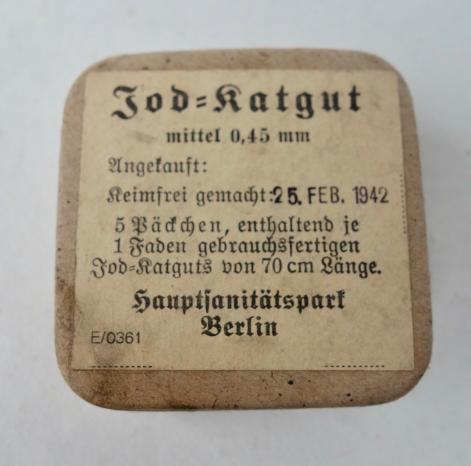 Jod=Katgut
mittel 0,45 mm
Angekauft:
Keimfrei gemacht: 25. FEB. 1942
5 Päckchen, enthaltend je
1 Faden gebrauchsfertigen
Jod=Katguts von 70 cm Länge.
Hauptsanitätspark
Berlin
E/0361